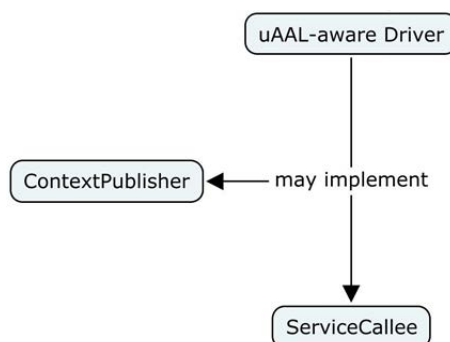 uAAL-aware Driver
ContextPublisher
may implement
ServiceCallee